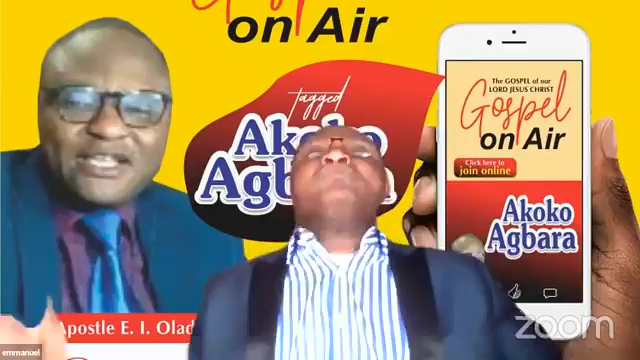 Gospel
on Air
tagged
Akoko
Agbara
The GOSPEL of our
LORD JESUS CHRIST
Gospel
on Air
Click here to
join online
Akoko
Agbara
Apostle E. I. Olad
emmanuel
zoom